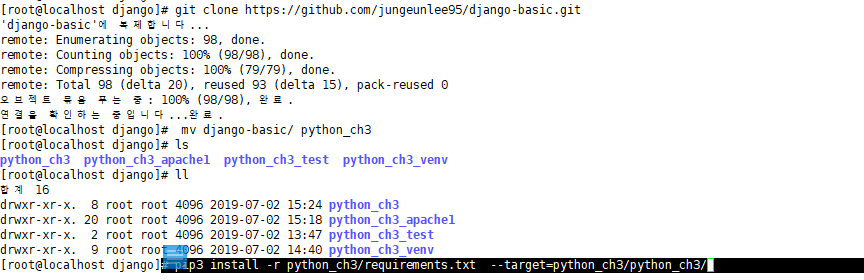 [root@localhost django]# git clone https://github.com/jungeunlee95/django-basic.git
'django-basic'에 복제합니다...
remote: Enumerating objects: 98, done.
remote: Counting objects: 100% (98/98), done.
remote: Compressing objects: 100% (79/79), done.
remote: Total 98 (delta 20), reused 93 (delta 15), pack-reused 0
오브젝트 묶음 푸는 중: 100% (98/98), 완료.
연결을 확인하는 중입니다...완료.
[root@localhost django]#  mv django-basic/ python_ch3
[root@localhost django]# ls
python_ch3  python_ch3_apache1  python_ch3_test  python_ch3_venv
[root@localhost django]# ll
합계 16
drwxr-xr-x.  8 root root 4096 2019-07-02 15:24 python_ch3
drwxr-xr-x. 20 root root 4096 2019-07-02 15:18 python_ch3_apache1
drwxr-xr-x.  2 root root 4096 2019-07-02 13:47 python_ch3_test
drwxr-xr-x.  9 root root 4096 2019-07-02 14:40 python_ch3_venv
[root@localhost django]# pip3 install -r python_ch3/requirements.txt  --target=python_ch3/python_ch3/